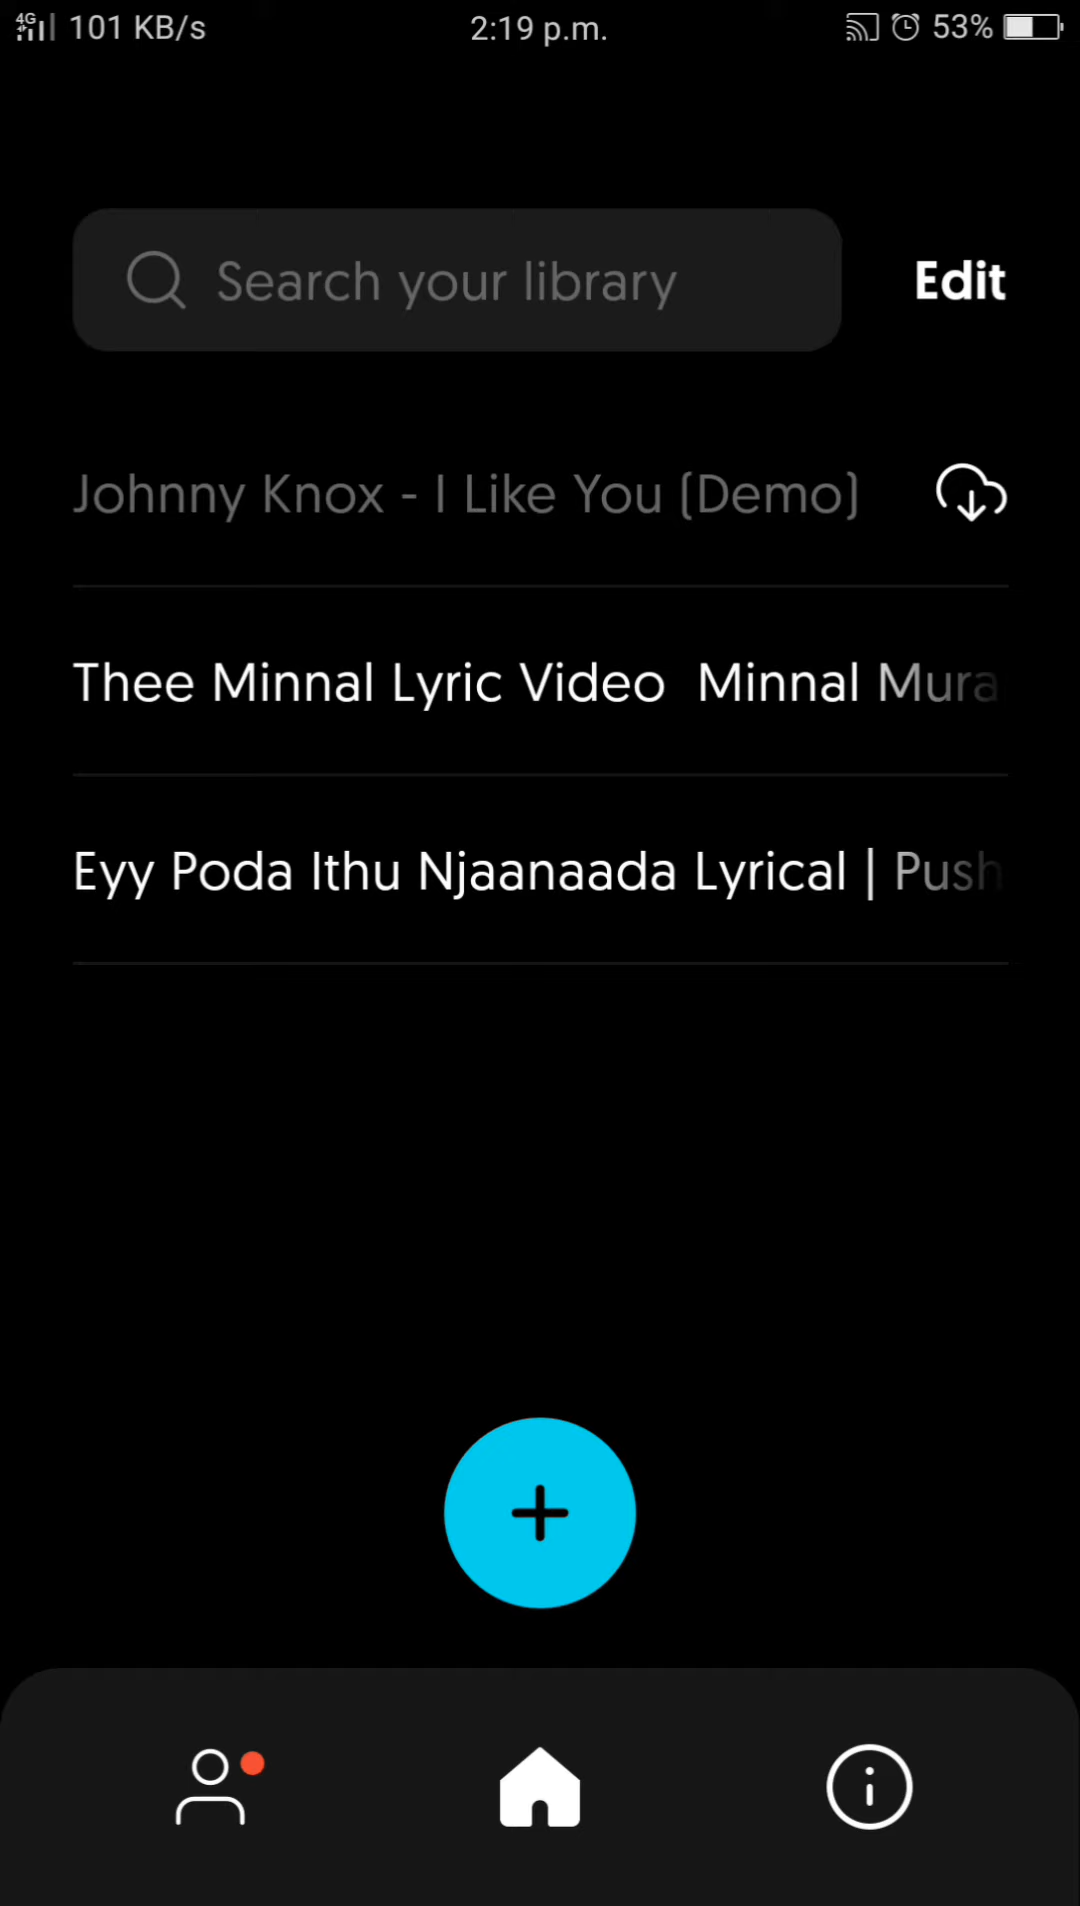 4G 101 KB/s 2:19 p.m. 53%
Search your library Edit
Johnny Knox - I Like You (Demo)
Thee Minnal Lyric Video Minnal Mura
Eyy Poda Ithu Njaanaada Lyrical | Push